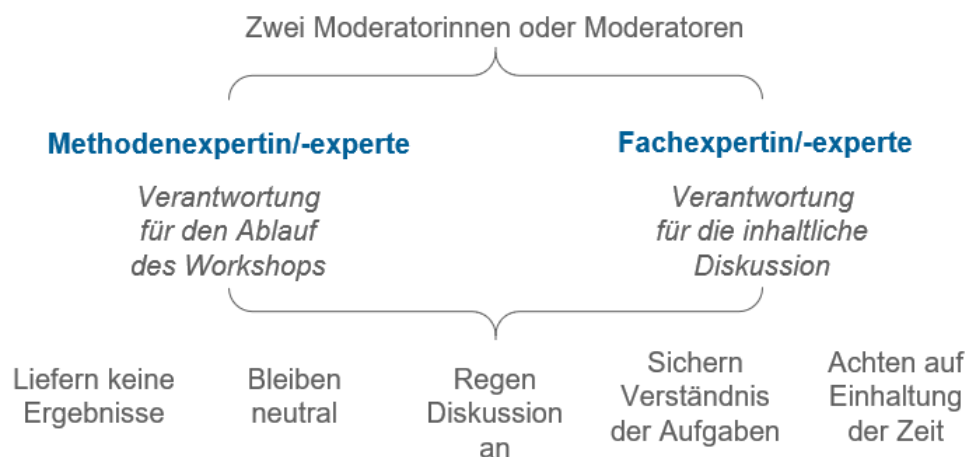 Zwei Moderatorinnen oder Moderatoren
Methodenexpertin/-experte
Verantwortung
für den Ablauf
des Workshops
Fachexpertin/-experte
Verantwortung
für die inhaltliche
Diskussion
Liefern keine
Ergebnisse
Bleiben
neutral
Regen
Diskussion
an
Sichern
Verständnis
der Aufgaben
Achten auf
Einhaltung
der Zeit